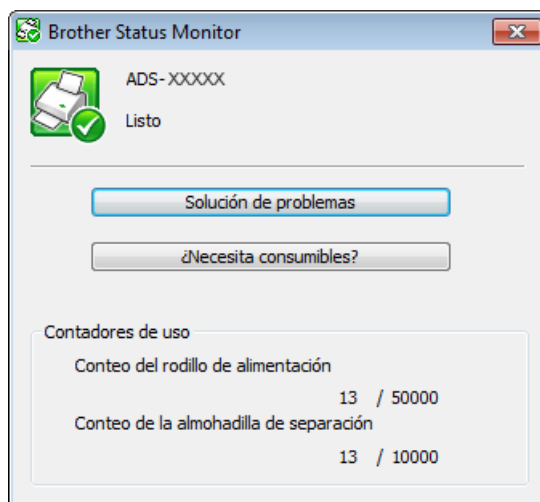 Brother Status Monitor
ADS-XXXXX
Listo
Solución de problemas
¿Necesita consumibles?
Contadores de uso
Conteo del rodillo de alimentación
13 / 50000
Conteo de la almohadilla de separación
13 / 10000